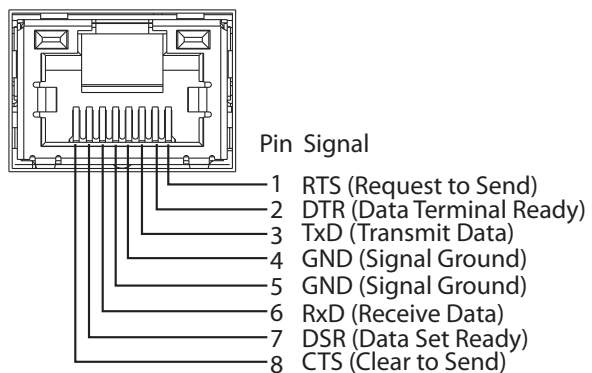 Pin Signal
1 RTS (Request to Send)
2 DTR (Data Terminal Ready)
3 TxD (Transmit Data)
4 GND (Signal Ground)
5 GND (Signal Ground)
6 RxD (Receive Data)
7 DSR (Data Set Ready)
8 CTS (Clear to Send)